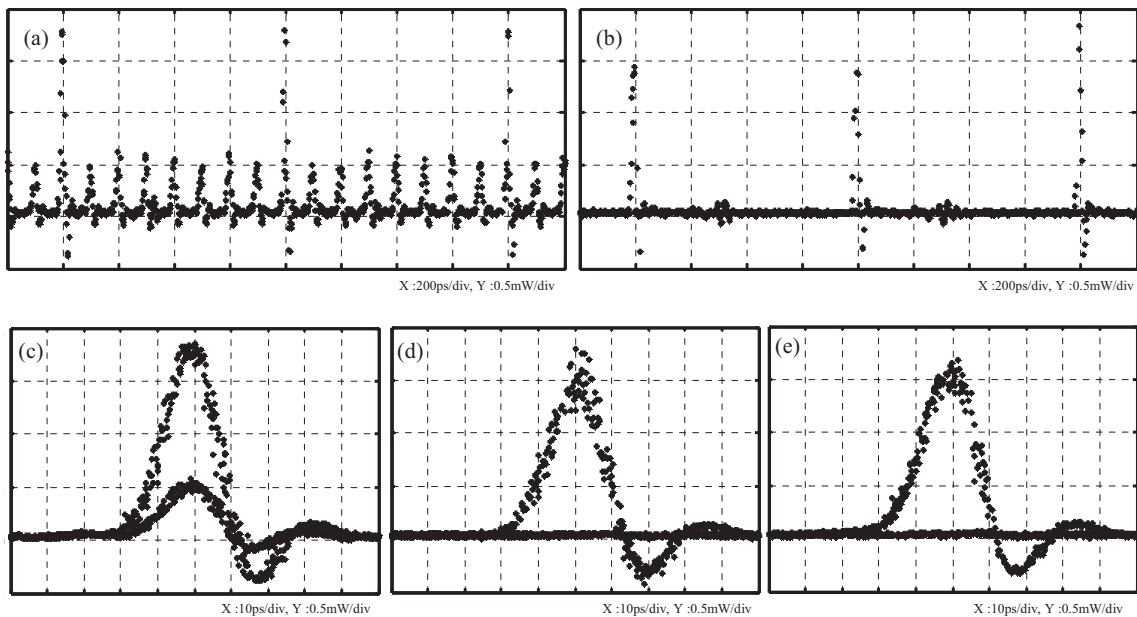 (a)
(b)
X :200ps/div, Y :0.5mW/div
X :200ps/div, Y :0.5mW/div
(c)
(d)
(e)
X :10ps/div, Y :0.5mW/div
X :10ps/div, Y :0.5mW/div
X :10ps/div, Y :0.5mW/div